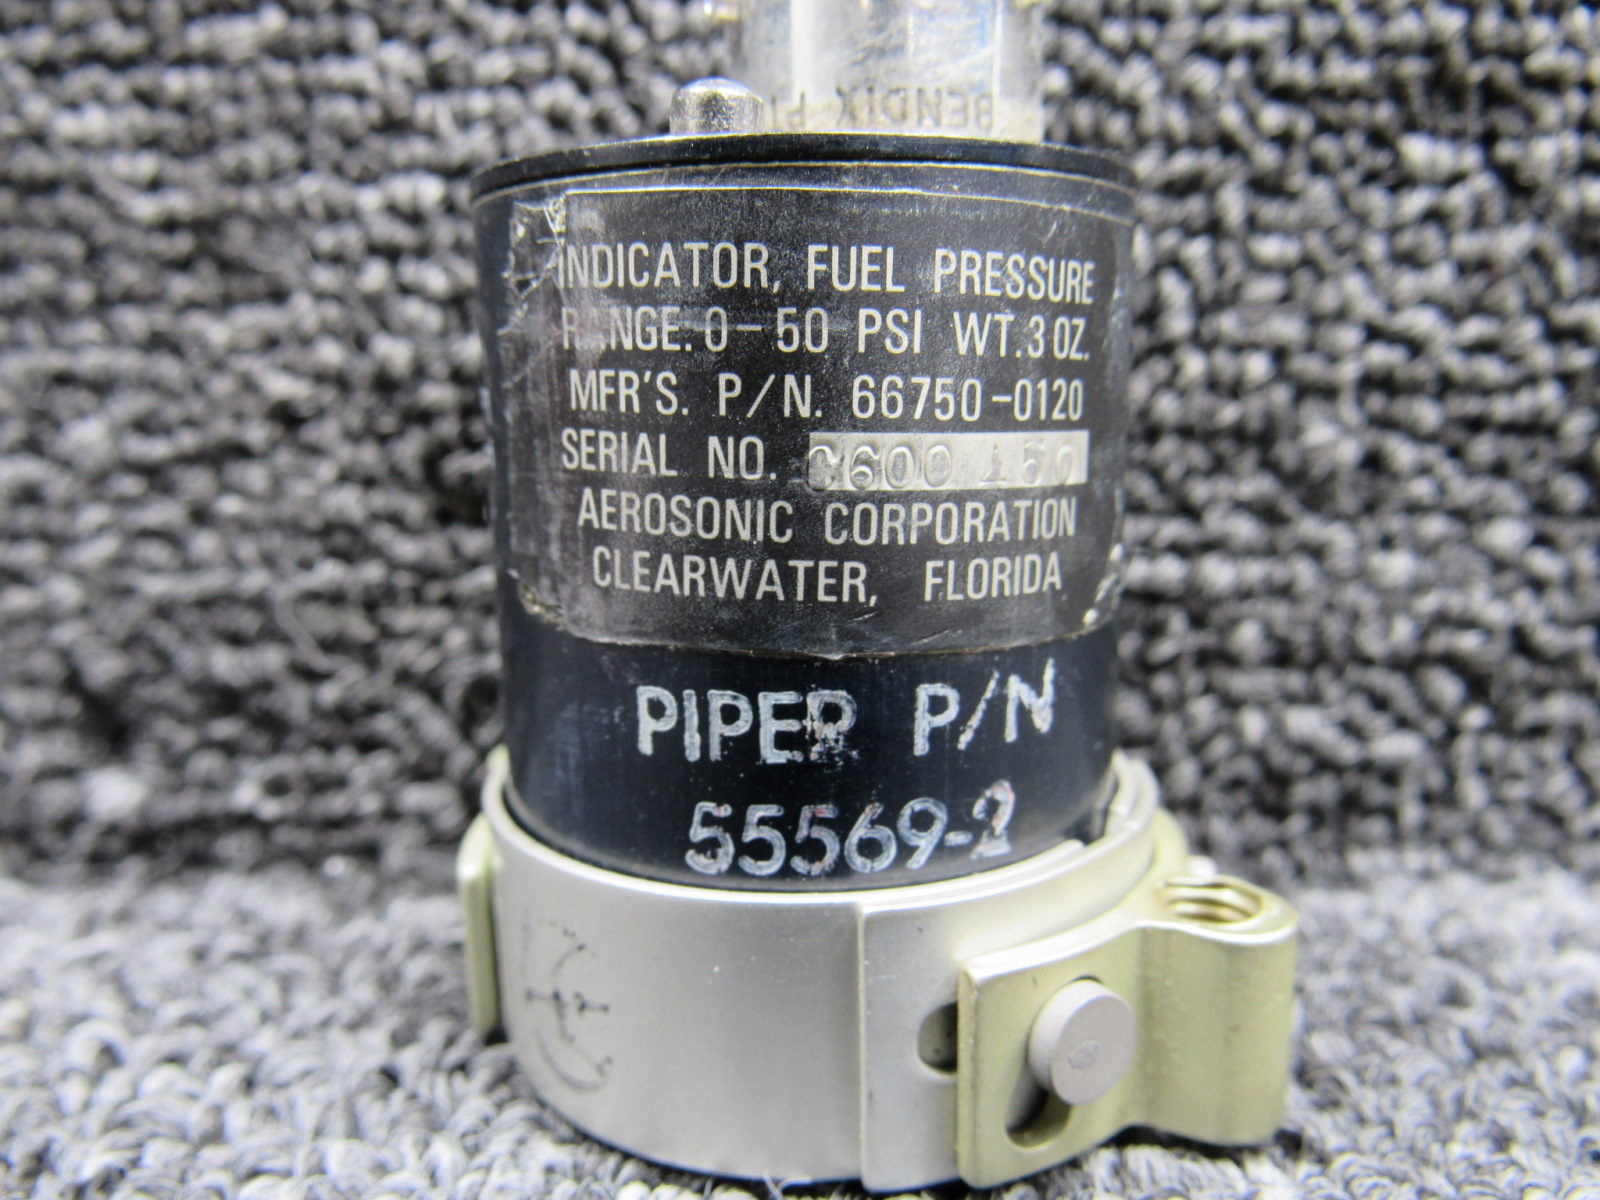 BENDIX
INDICATOR, FUEL PRESSURE
RANGE. 0-50 PSI WT. 3 OZ.
MFR'S. P/N. 66750-0120
SERIAL NO.
AEROSONIC CORPORATION
CLEARWATER, FLORIDA
PIPER P/N
55569-2